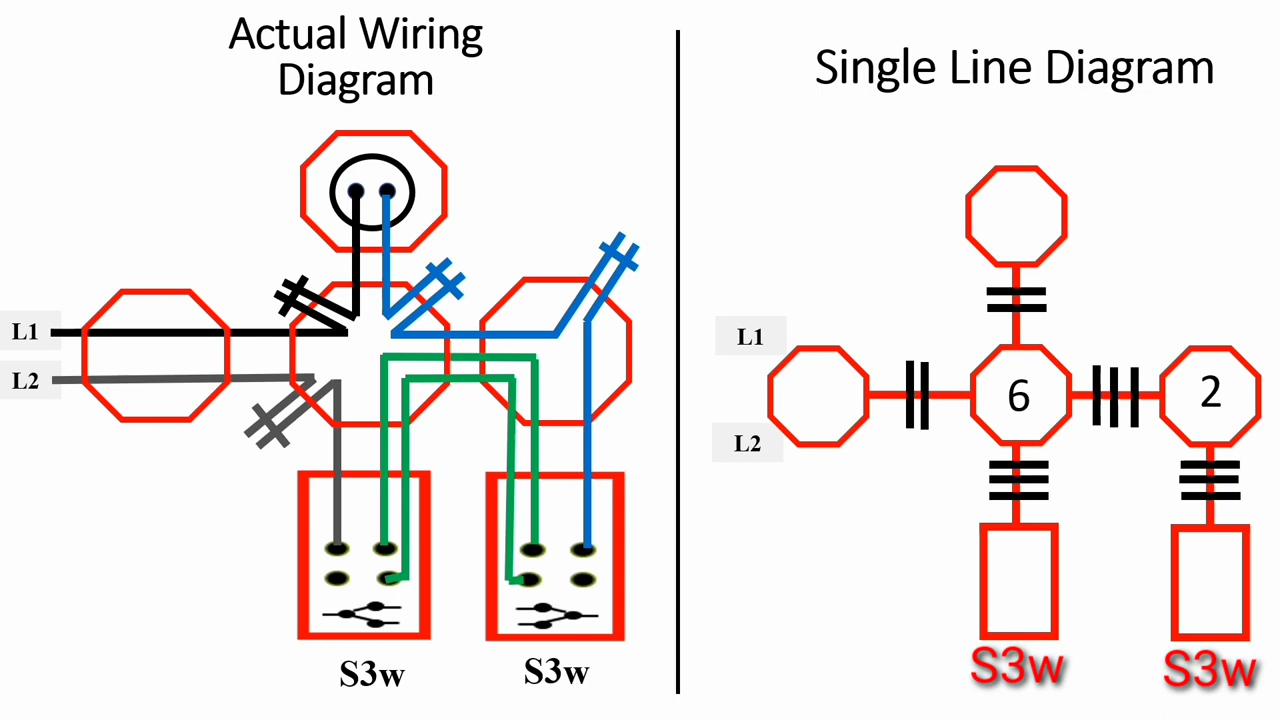 Actual Wiring
Diagram
L1
L2
S3w
S3w
Single Line Diagram
L1
6
2
L2
S3w
S3w